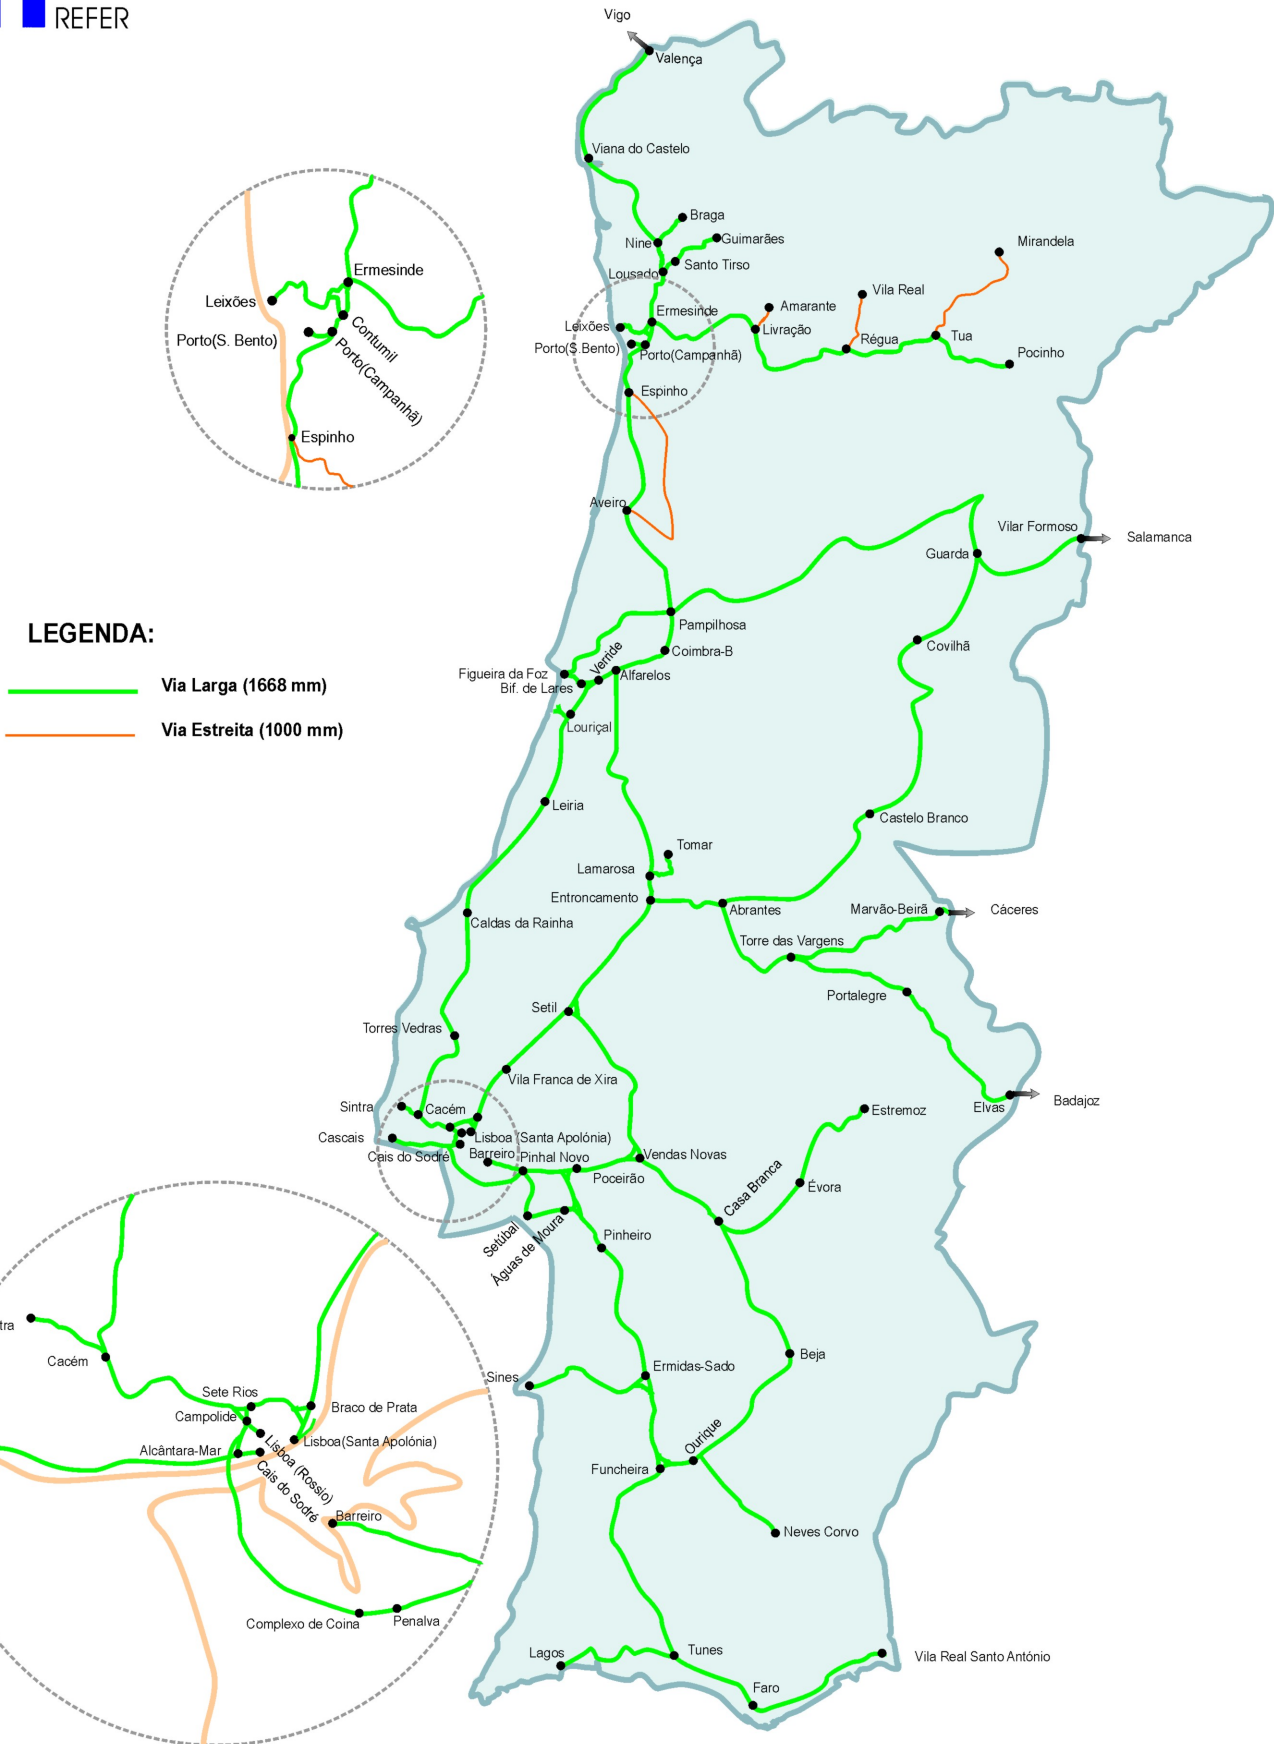 REFER
Vigo
Valença
Viana do Castelo
Braga
Nine
Guimarães
Santo Tirso
Lousado
Mirandela
Vila Real
Amarante
Ermesinde
Leixões
Livração
Porto(S.Bento)
Porto(Campanhã)
Régua
Tua
Pocinho
Espinho
Ermesinde
Leixões
Contumil
Porto(S. Bento)
Porto(Campanhã)
Espinho
Aveiro
Vilar Formoso
Salamanca
Guarda
Pampilhosa
LEGENDA:
Via Larga (1668 mm)
Via Estreita (1000 mm)
Covilhã
Coimbra-B
Verride
Alfarelos
Figueira da Foz
Bif. de Lares
Louriçal
Leiria
Castelo Branco
Tomar
Lamarosa
Entroncamento
Abrantes
Marvão-Beirã
Cáceres
Caldas da Rainha
Torre das Vargens
Portalegre
Setil
Torres Vedras
Vila Franca de Xira
Elvas
Badajoz
Sintra
Cacém
Estremoz
Cascais
Lisboa (Santa Apolónia)
Cais do Sodré
Barreiro
Pinhal Novo
Vendas Novas
Poceirão
Casa Branca
Évora
Setúbal
Àguas de Moura
Pinheiro
tra
Cacém
Ermidas-Sado
Beja
Sines
Sete Rios
Braco de Prata
Campolide
Lisboa(Santa Apolónia)
Alcântara-Mar
Lisboa (Rossio)
Cais do Sodré
Barreiro
Ourique
Funcheira
Neves Corvo
Complexo de Coina
Penalva
Lagos
Tunes
Vila Real Santo António
Faro